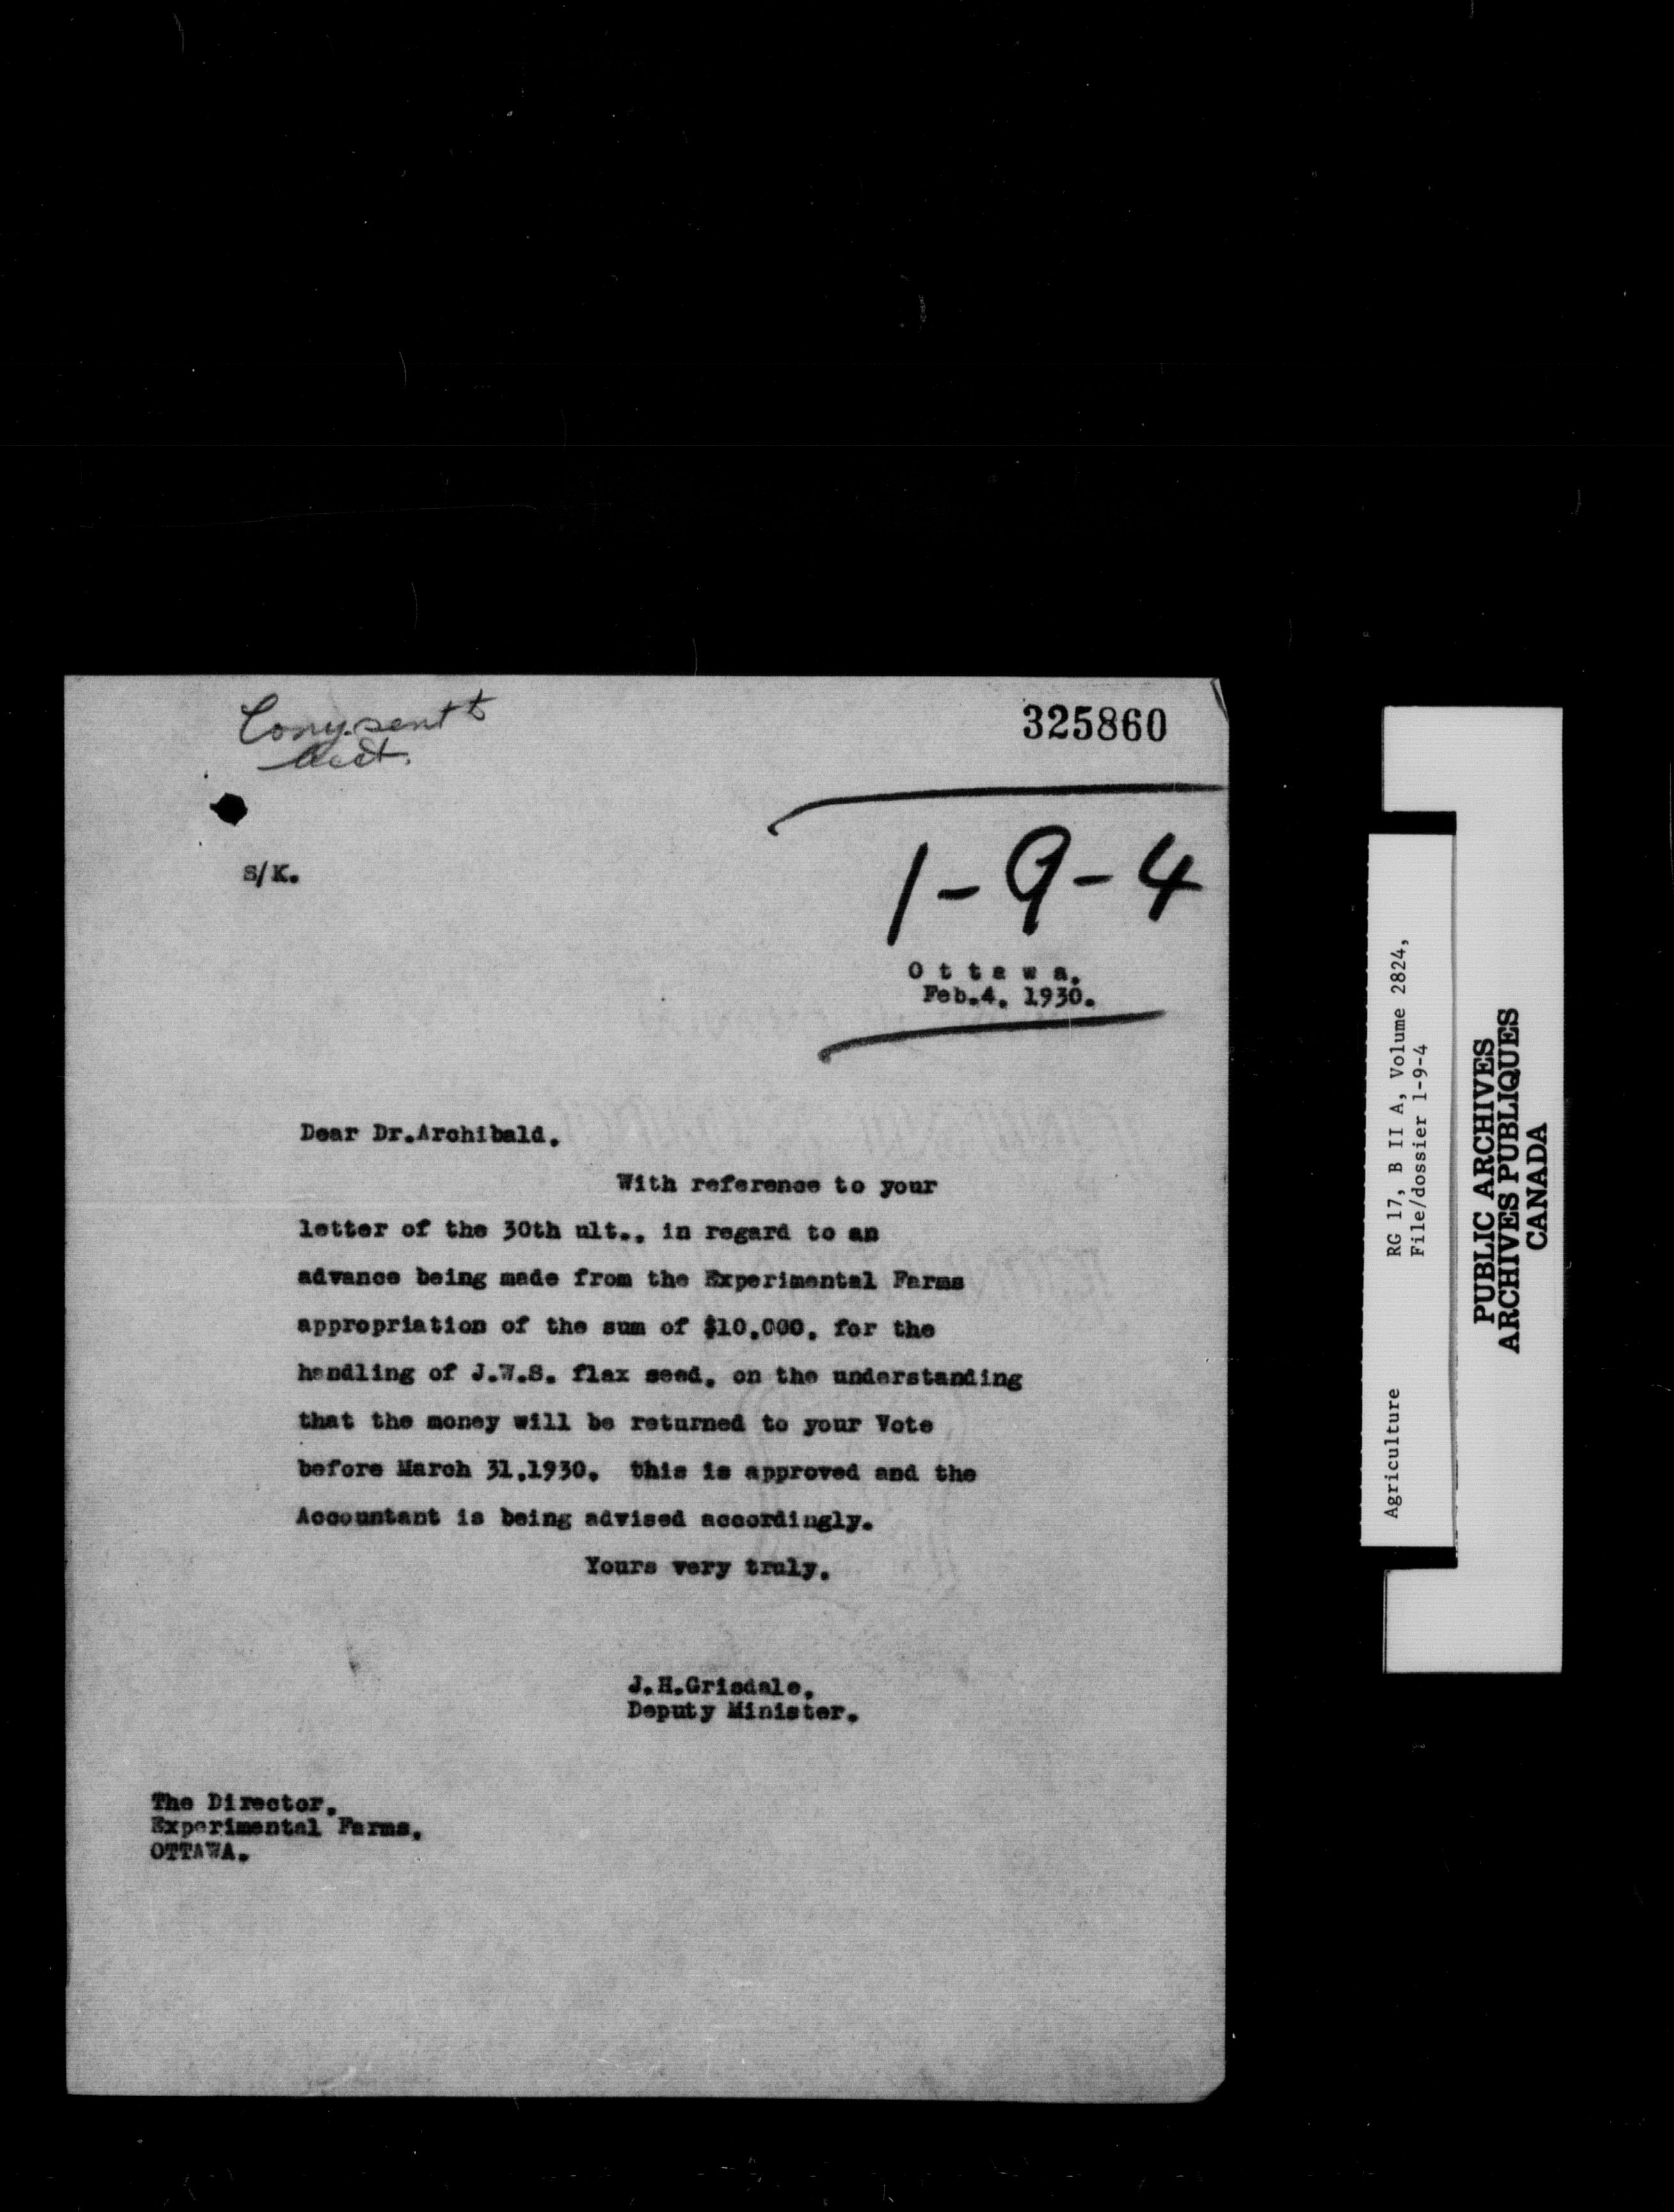 Copy sent to
Acct.
325860
S/K.
1-9-4
Ottawa,
Feb.4, 1930.
Dear Dr.Archibald,
With reference to your
letter of the 30th ult., in regard to an
advance being made from the Experimental Farms
appropriation of the sum of $10,000, for the
handling of J.W.S. flax seed, on the understanding
that the money will be returned to your Vote
before March 31,1930, this is approved and the
Accountant is being advised accordingly.
Yours very truly,
J.H.Grisdale,
Deputy Minister.
The Director,
Experimental Farms,
OTTAWA.
Agriculture RG 17, B II A, Volume 2824,
File/dossier 1-9-4
PUBLIC ARCHIVES
ARCHIVES PUBLIQUES
CANADA